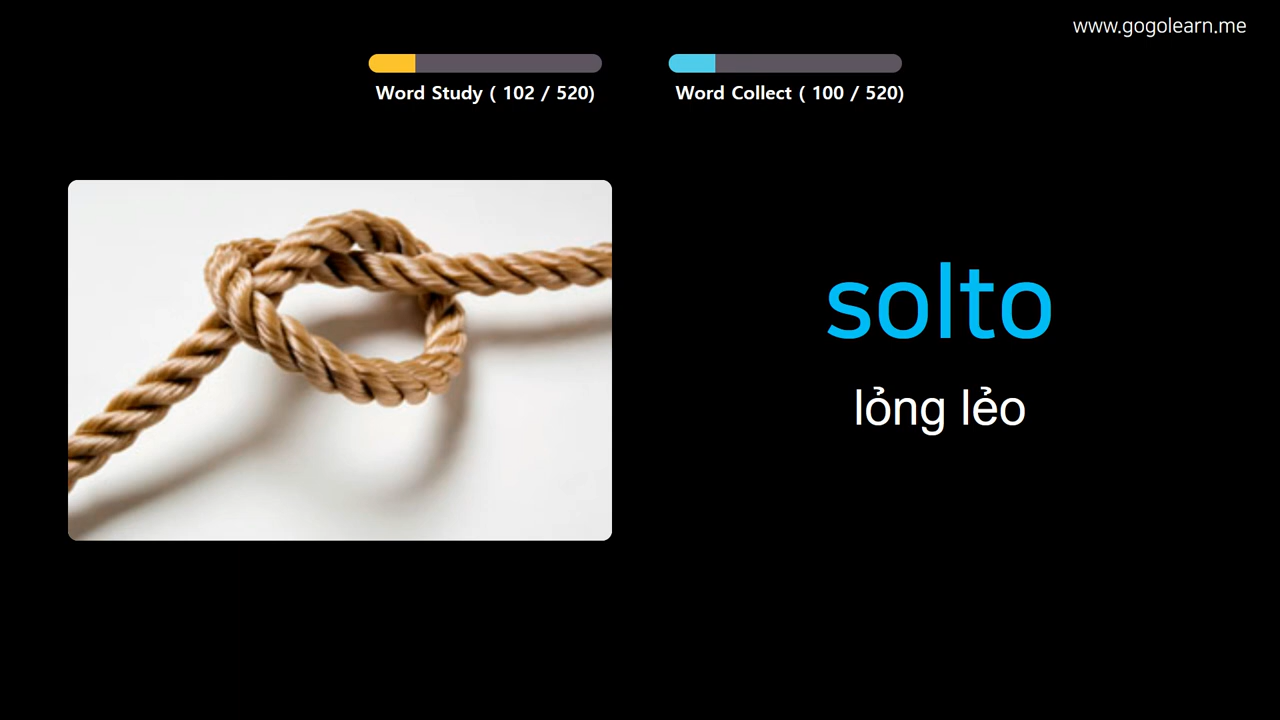 www.gogolearn.me
Word Study ( 102 / 520)
Word Collect ( 100 / 520)
solto
lỏng lẻo